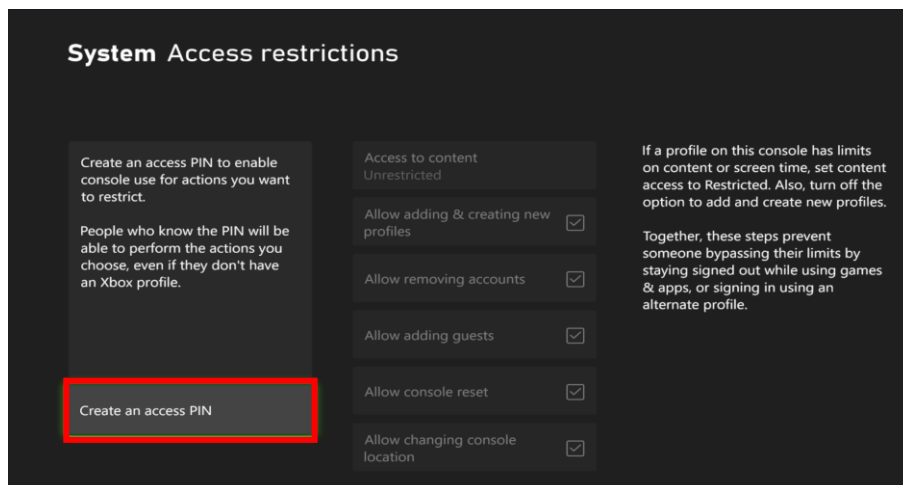 System Access restrictions
Create an access PIN to enable
console use for actions you want
to restrict.
People who know the PIN will be
able to perform the actions you
choose, even if they don't have
an Xbox profile.
Create an access PIN
Access to content
Unrestricted
Allow adding & creating new
profiles
Allow removing accounts
Allow adding guests
Allow console reset
Allow changing console
location
If a profile on this console has limits
on content or screen time, set content
access to Restricted. Also, turn off the
option to add and create new profiles.
Together, these steps prevent
someone bypassing their limits by
staying signed out while using games
& apps, or signing in using an
alternate profile.